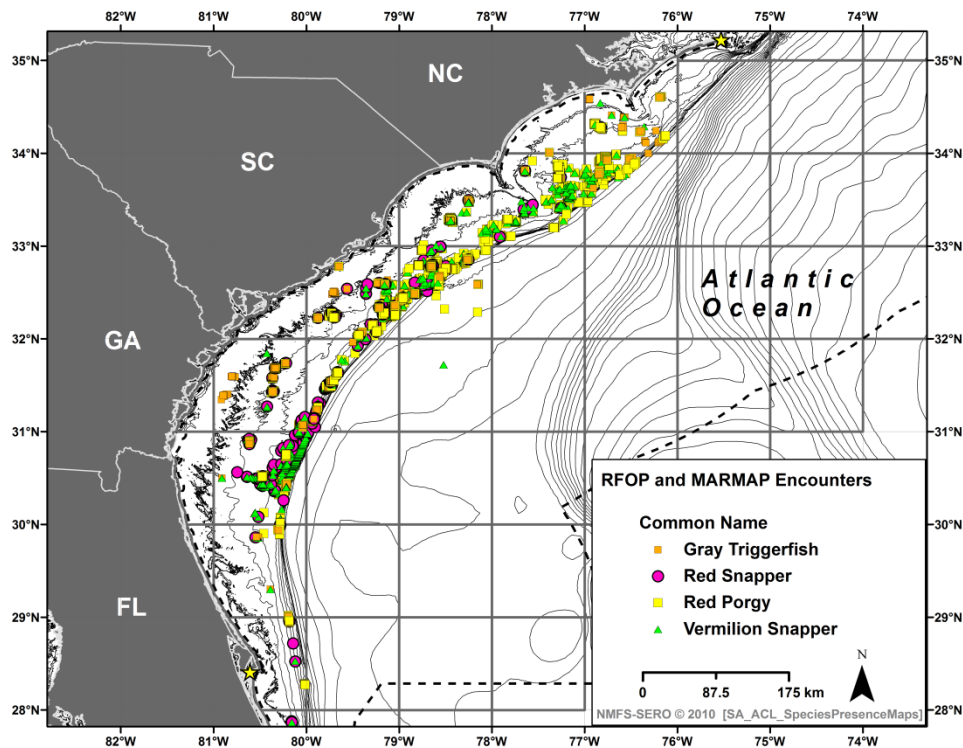 82°W 81°W 80°W 79°W 78°W 77°W 76°W 75°W 74°W
35°N 35°N
NC
34°N 34°N
SC
33°N 33°N
Atlantic
Ocean
32°N 32°N
GA
31°N 31°N
RFOP and MARMAP Encounters
30°N 30°N
Common Name
Gray Triggerfish
Red Snapper
29°N 29°N
FL
Red Porgy
Vermilion Snapper
N
0 87.5 175 km
28°N 28°N
NMFS-SERO © 2010 [SA_ACL_SpeciesPresenceMaps]
82°W 81°W 80°W 79°W 78°W 77°W 76°W 75°W 74°W